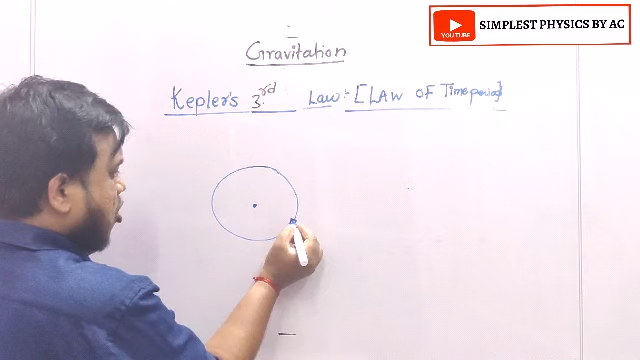 SIMPLEST PHYSICS BY AC
YOUTUBE
Gravitation
Kepler's 3rd Law :- [LAW OF Time period]